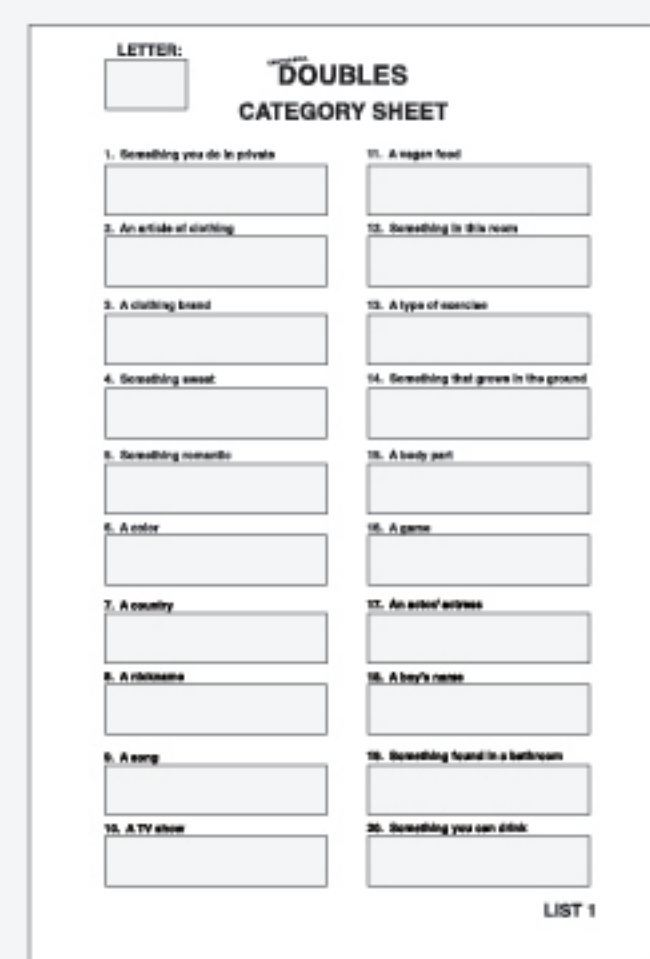 LETTER:
DOUBLES
CATEGORY SHEET
1. Something you do in private
2. An article of clothing
3. A clothing brand
4. Something sweet
5. Something romantic
6. A color
7. A country
8. A nickname
9. A song
10. A TV show
11. A vegan food
12. Something in this room
13. A type of exercise
14. Something that grows in the ground
15. A body part
16. A game
17. An actor/actress
18. A boy's name
19. Something found in a bathroom
20. Something you can drink
LIST 1